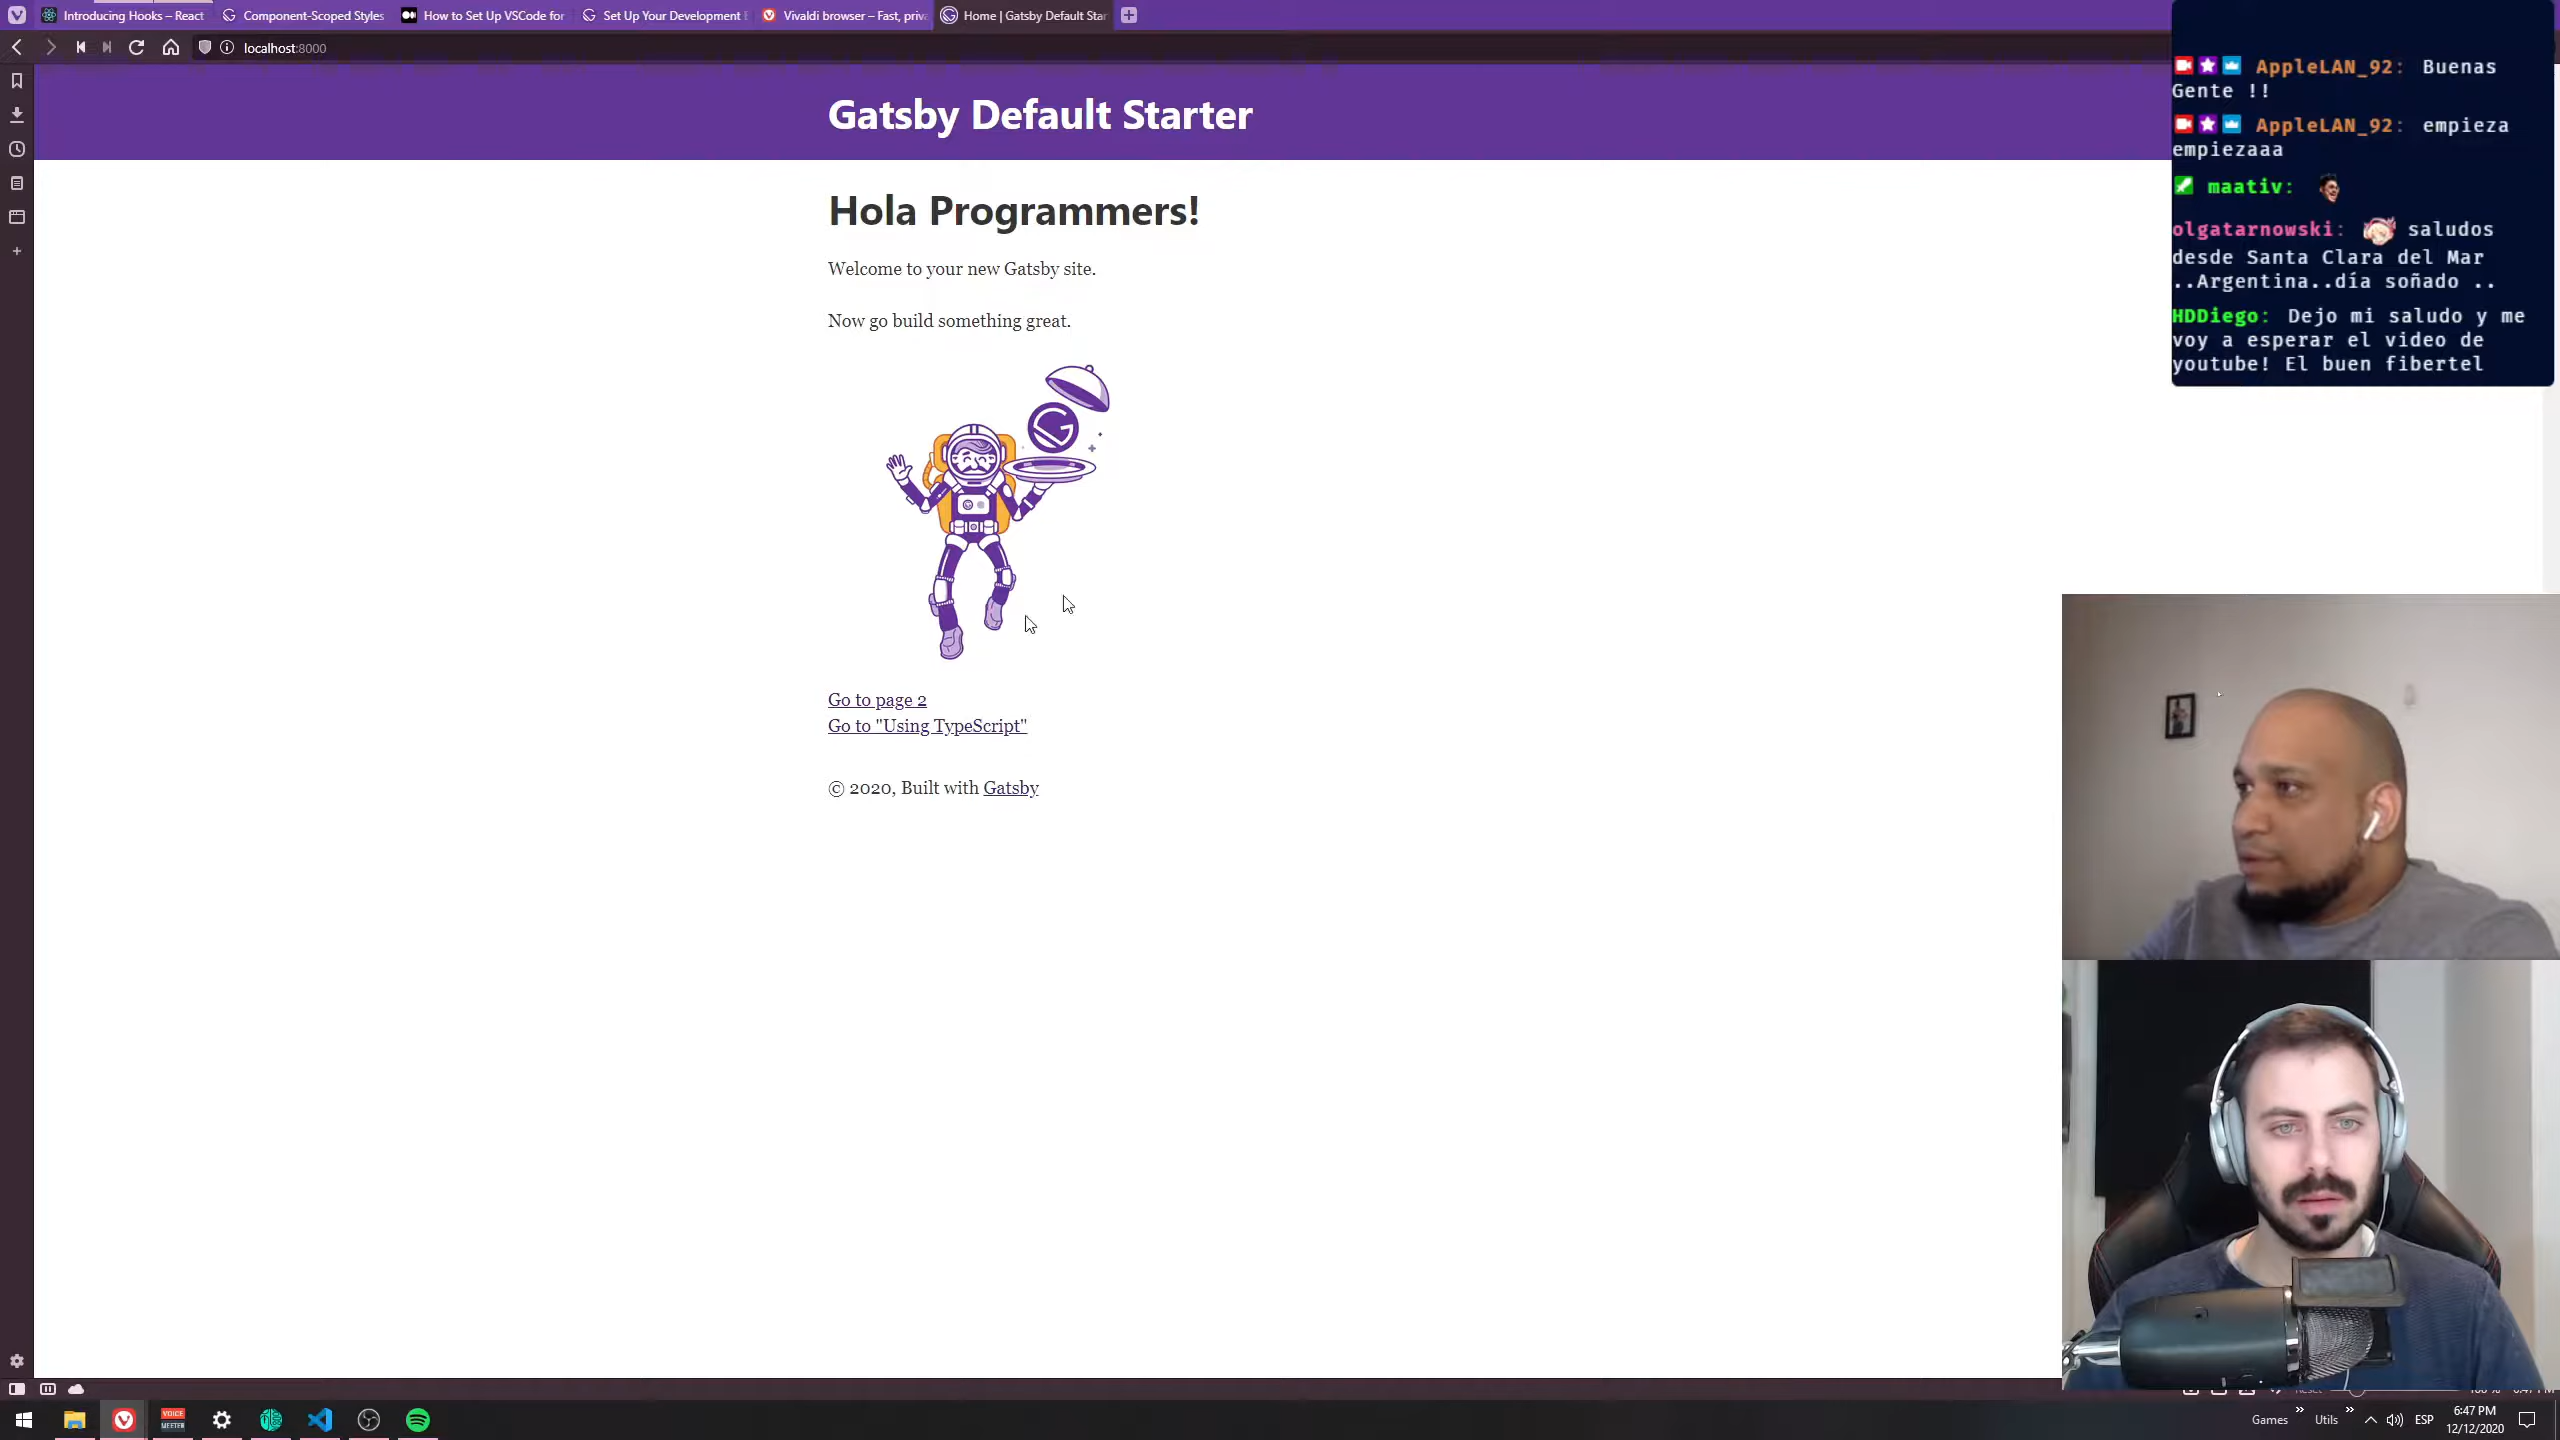 Introducing Hooks – React
Component-Scoped Styles
How to Set Up VSCode for
Set Up Your Development
Vivaldi browser – Fast, priv
Home | Gatsby Default Star
localhost:8000
Gatsby Default Starter
Hola Programmers!
Welcome to your new Gatsby site.
Now go build something great.
Go to page 2
Go to "Using TypeScript"
© 2020, Built with Gatsby
AppleLAN_92: Buenas
Gente !!
AppleLAN_92: empieza
empiezaaa
maativ:
olgatarnowski: saludos
desde Santa Clara del Mar
..Argentina..día soñado ..
HDDiego: Dejo mi saludo y me
voy a esperar el video de
youtube! El buen fibertel
VOICE
MEETER
Games
Utils
ESP
6:47 PM
12/12/2020